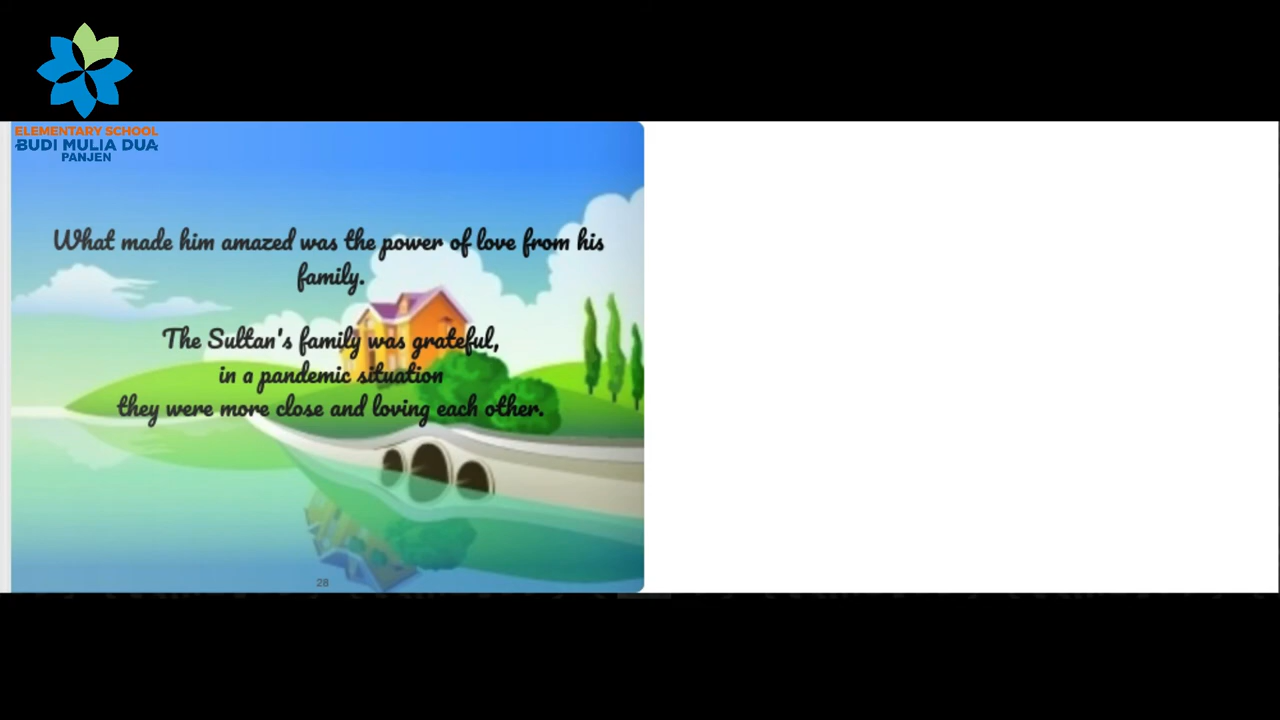 ELEMENTARY SCHOOL
BUDI MULIA DUA
PANJEN
What made him amazed was the power of love from his
family.
The Sultan's family was grateful,
in a pandemic situation
they were more close and loving each other.
28